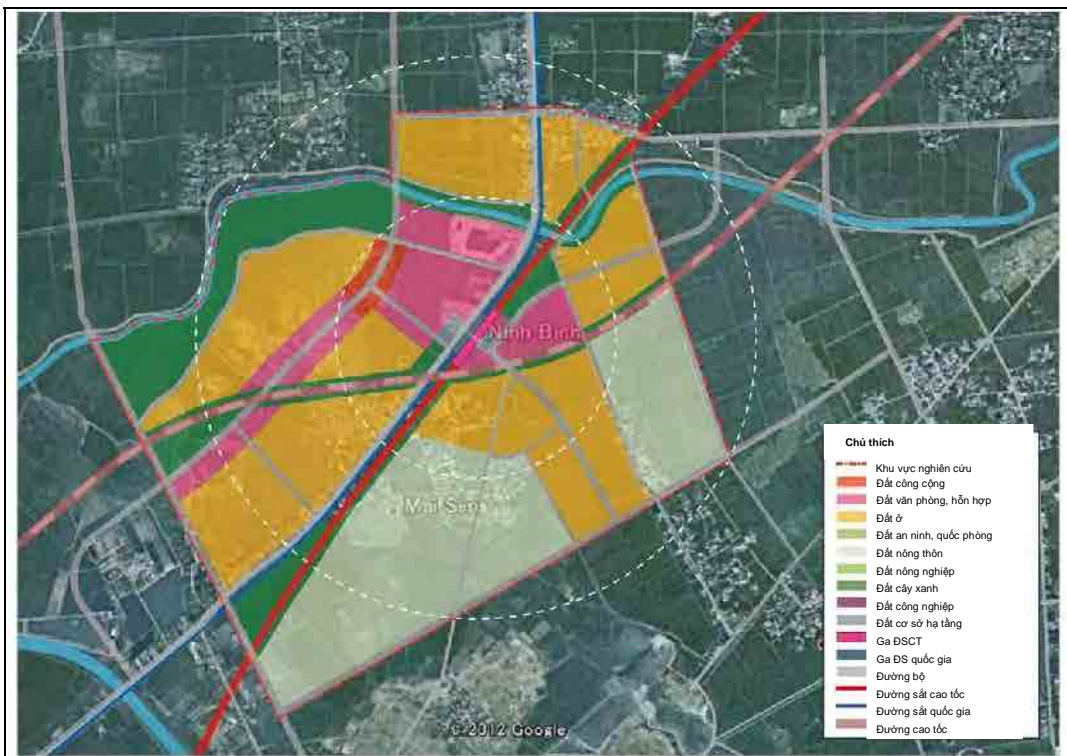 Ninh Bình
Mai Sơn
© 2012 Google
Chú thích
Khu vực nghiên cứu
Đất công cộng
Đất văn phòng, hỗn hợp
Đất ở
Đất an ninh, quốc phòng
Đất nông thôn
Đất nông nghiệp
Đất cây xanh
Đất công nghiệp
Đất cơ sở hạ tầng
Ga ĐSCT
Ga ĐS quốc gia
Đường bộ
Đường sắt cao tốc
Đường sắt quốc gia
Đường cao tốc